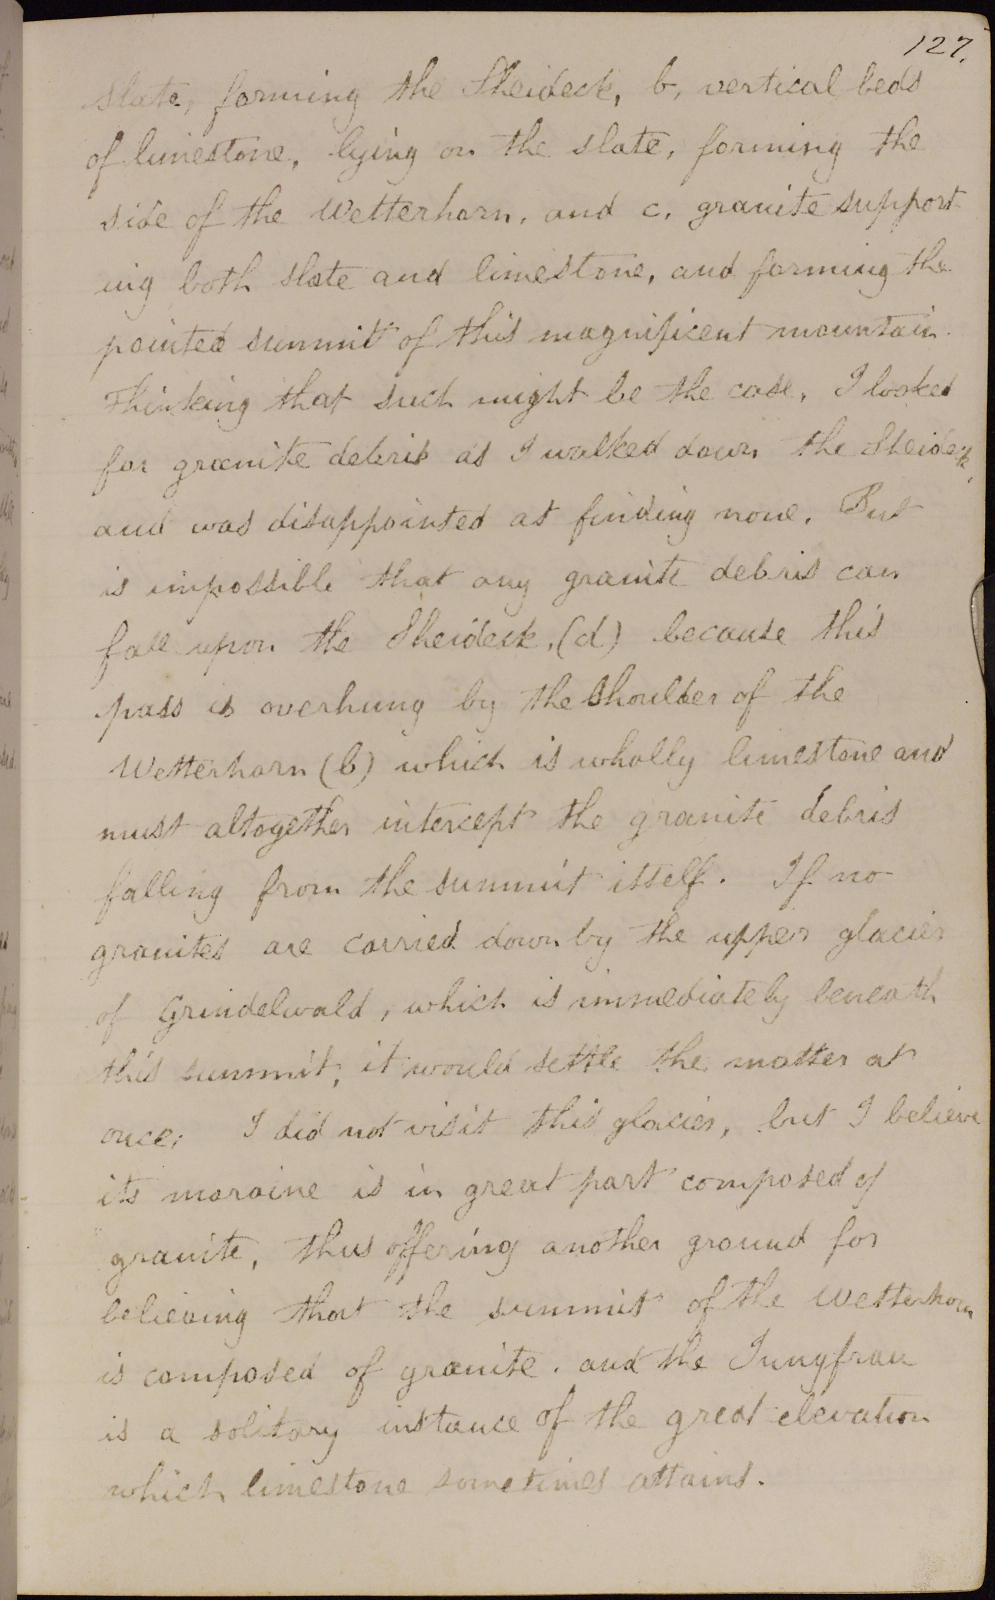 127.
slate, forming the Sheideck, b, vertical beds
of limestone, lying on the slate, forming the
side of the Wetterhorn, and c, granite support-
ing both slate and limestone, and forming the
pointed summit of this magnificent mountain.
Thinking that such might be the case, I looked
for granite debris as I walked down the Sheideck,
and was disappointed at finding none. But
is impossible that any granite debris can
fall upon the Sheideck, (d) because this
pass is overhung by the shoulder of the
Wetterhorn (b) which is wholly limestone and
must altogether intercept the granite debris
falling from the summit itself. If no
granites are carried down by the upper glacier
of Grindelwald, which is immediately beneath
this summit, it would settle the matter at
once. I did not visit this glacier, but I believe
its moraine is in great part composed of
granite, thus offering another ground for
believing that the summit of the Wetterhorn
is composed of granite. and the Jungfrau
is a solitary instance of the great elevation
which limestone sometimes attains.